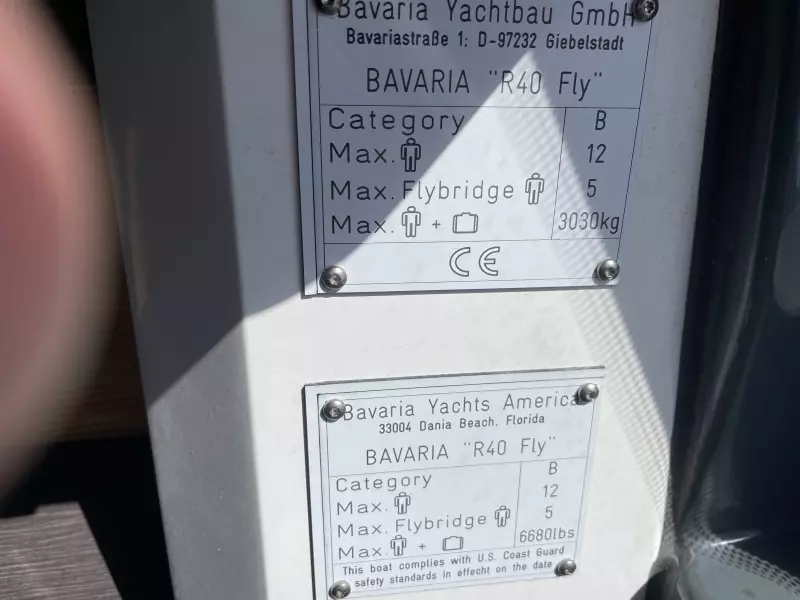 Bavaria Yachtbau GmbH
Bavariastraße 1; D-97232 Giebelstadt
BAVARIA "R40 Fly"
Category B
Max. 12
Max. Flybridge 5
Max. + 3030kg
CE
Bavaria Yachts America
33004 Dania Beach. Florida
BAVARIA "R40 Fly"
Category B
Max. 12
Max. Flybridge 5
Max. + 6680lbs
This boat complies with U.S. Coast Guard
safety standards in effecht on the date